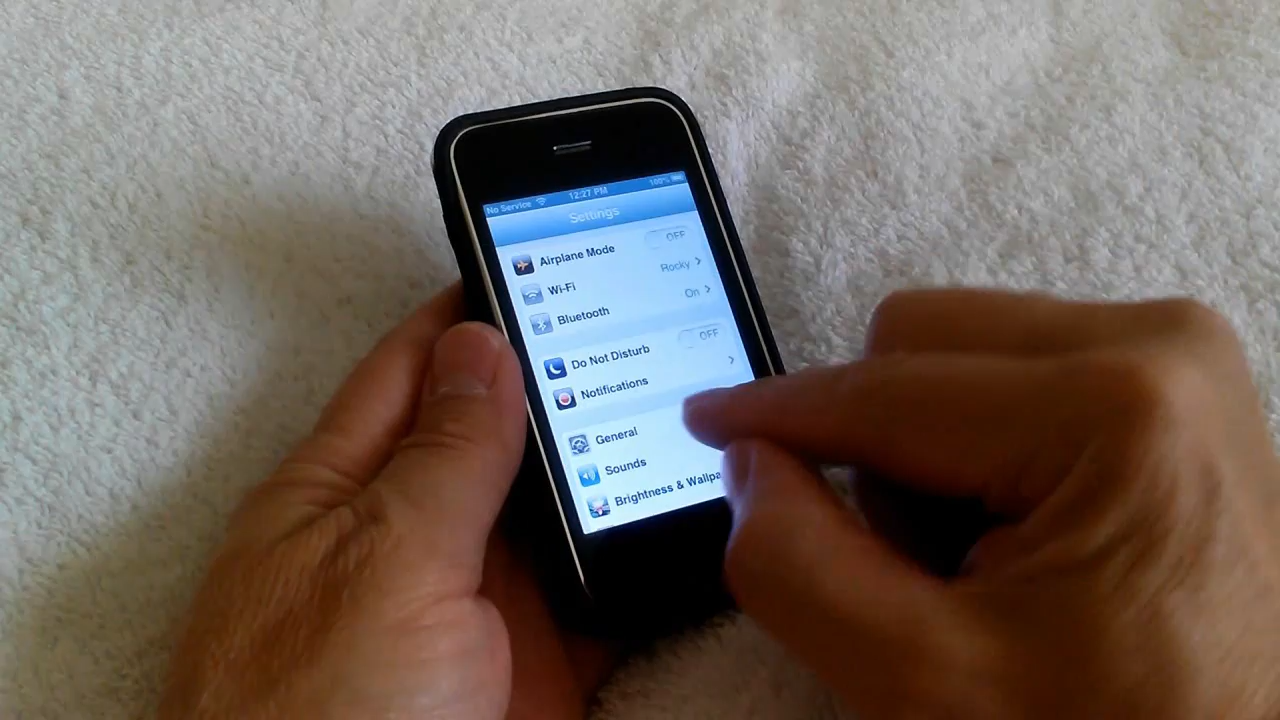 No Service 12:27 PM 100%
Settings
Airplane Mode OFF
Wi-Fi Rocky
Bluetooth On
Do Not Disturb OFF
Notifications
General
Sounds
Brightness & Wallpa